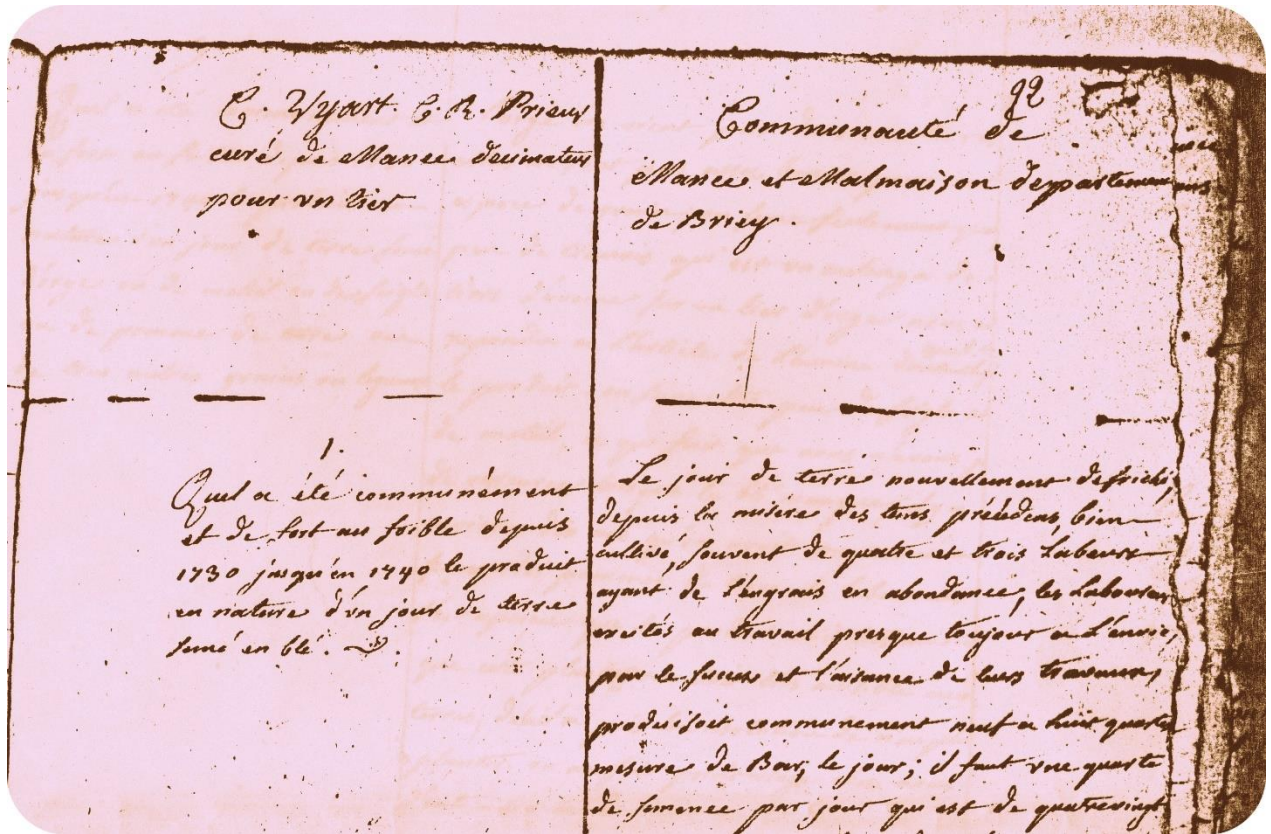 C. Vyart C. R. Prieur
curé de Mance decimateur
pour un tier
92
Communauté de
Mance et Malmaison departement
de Briey.
1.
Quel a été communément
et de fort au foible depuis
1730 jusqu'en 1740 le produit
en nature d'un jour de terre
semé en blé.
Le jour de terre nouvellement defriché,
depuis la misére des tems précédens, bien
cultivé, souvent de quatre et trois Labours
ayant de l'engrais en abondance, les Laboureurs
excités au travail presque toujour a L'envie,
par le succes et l'aisance de leurs travaux,
produisoit communement neuf a huit quartes
mesure de Bar, le jour; il faut une quarte
de semence par jour qui est de quatrevingt